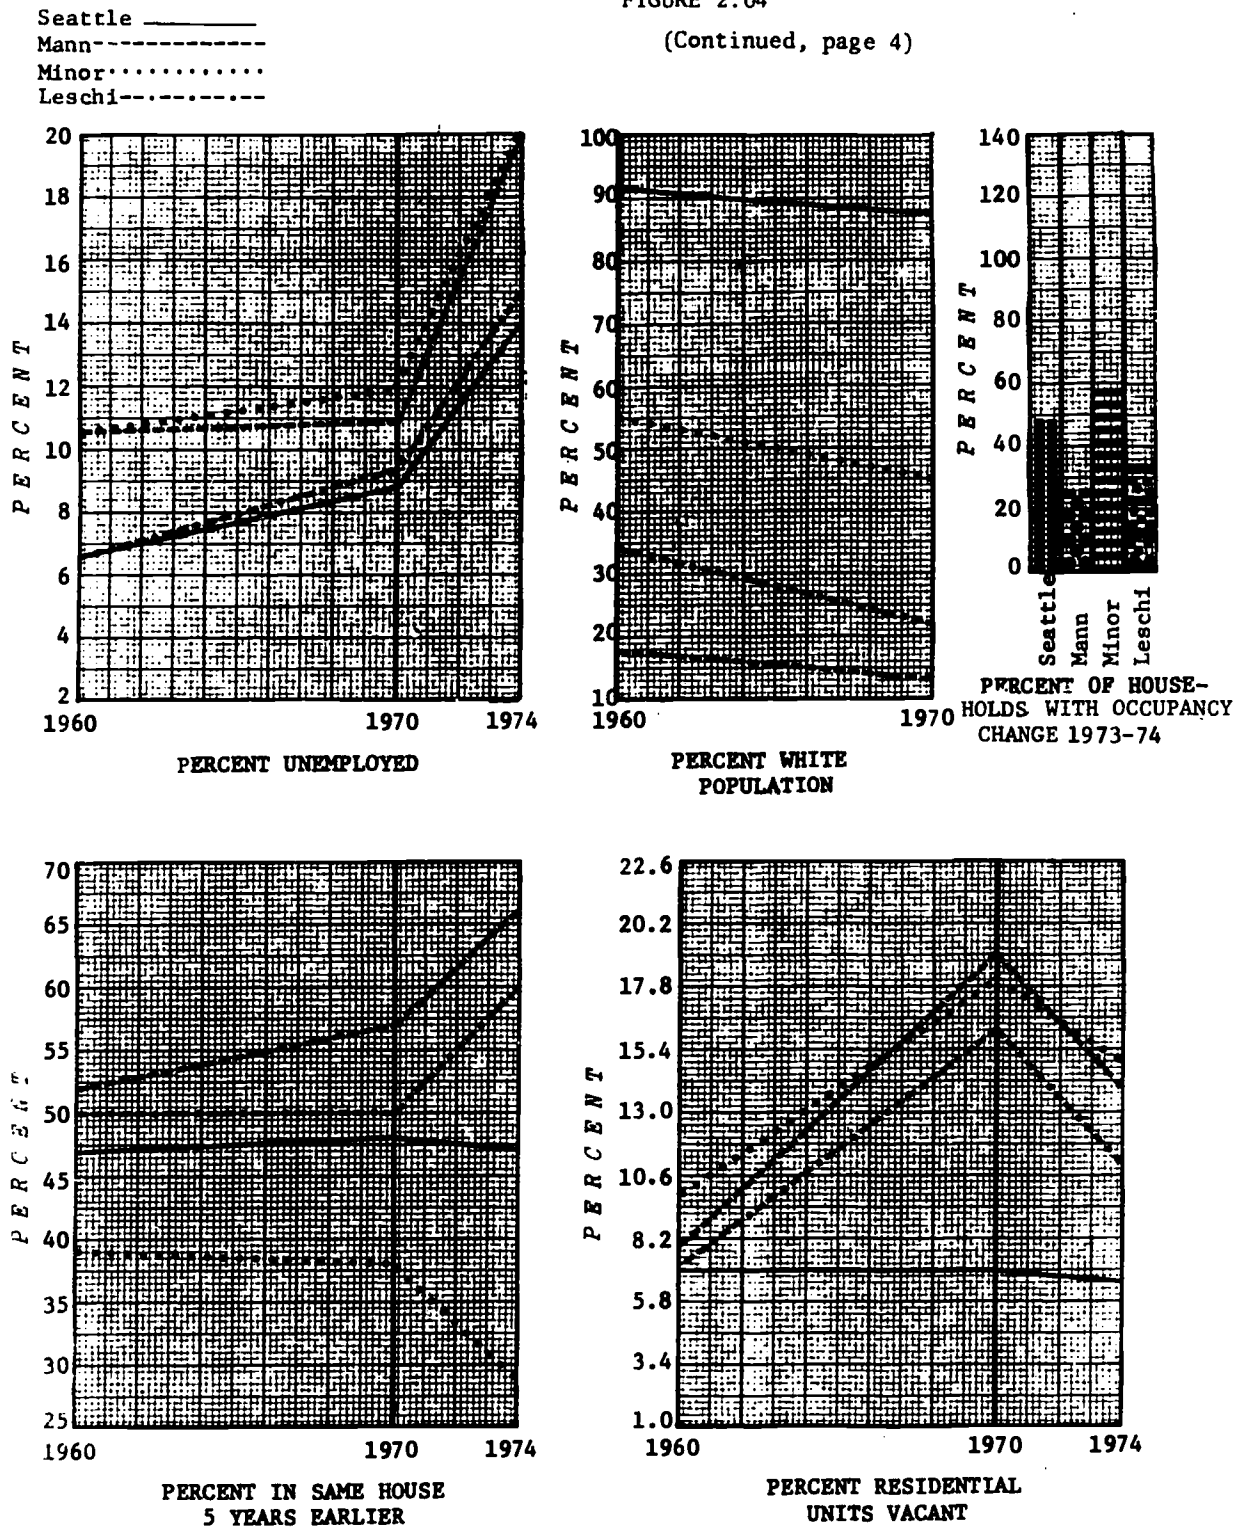 FIGURE 2.04
(Continued, page 4)
Seattle
Mann
Minor
Leschi
20
18
16
14
12
10
8
6
4
2
PERCENT
1960 1970 1974
PERCENT UNEMPLOYED
100
90
80
70
60
50
40
30
20
10
PERCENT
1960 1970
PERCENT WHITE
POPULATION
140
120
100
80
60
40
20
0
PERCENT
Seattle
Mann
Minor
Leschi
PERCENT OF HOUSE-
HOLDS WITH OCCUPANCY
CHANGE 1973-74
70
65
60
55
50
45
40
35
30
25
PERCENT
1960 1970 1974
PERCENT IN SAME HOUSE
5 YEARS EARLIER
22.6
20.2
17.8
15.4
13.0
10.6
8.2
5.8
3.4
1.0
PERCENT
1960 1970 1974
PERCENT RESIDENTIAL
UNITS VACANT